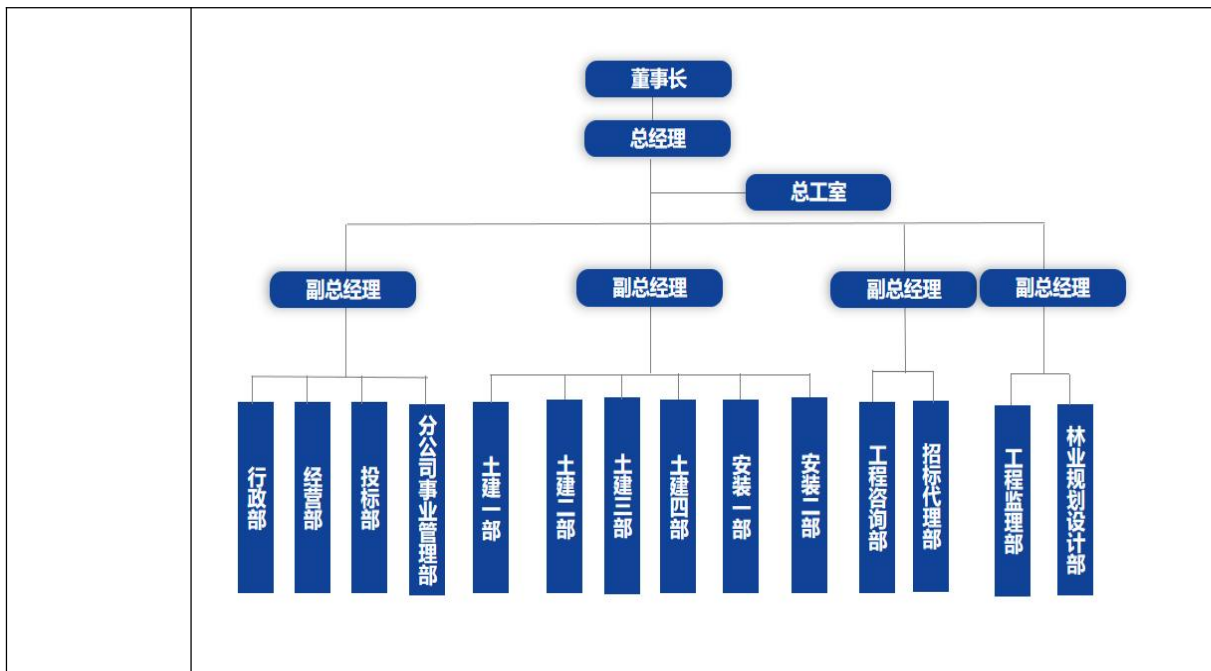 董事长
总经理
总工室
副总经理
副总经理
副总经理
副总经理
行政部
经营部
投标部
分公司事业管理部
土建一部
土建二部
土建三部
土建四部
安装一部
安装二部
工程咨询部
招标代理部
工程监理部
林业规划设计部